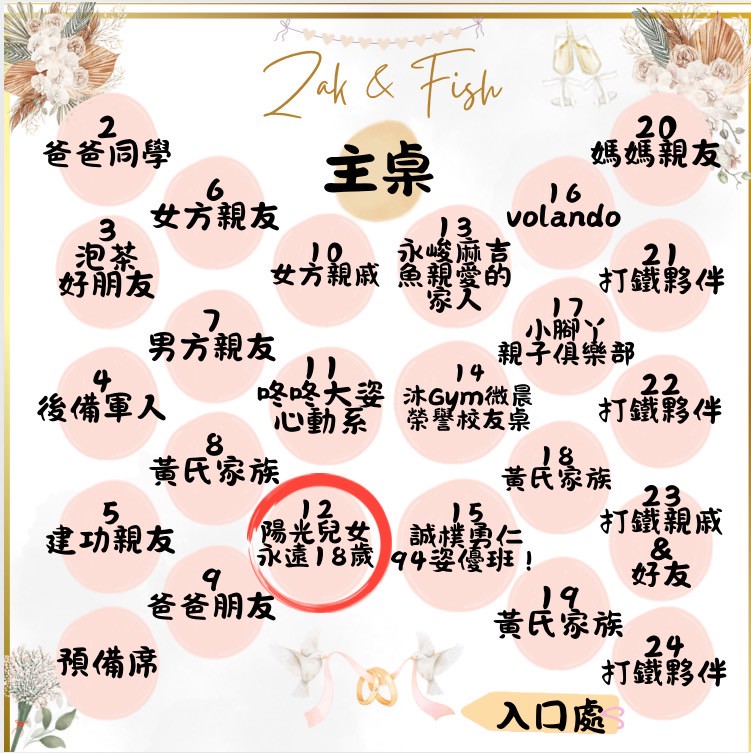 Zak & Fish
主桌
2
爸爸同學
3
泡茶
好朋友
4
後備軍人
5
建功親友
預備席
6
女方親友
7
男方親友
8
黃氏家族
9
爸爸朋友
10
女方親戚
11
咚咚大姿
心動系
12
陽光兒女
永遠18歲
13
永峻麻吉
魚親愛的
家人
14
沐Gym微晨
榮譽校友桌
15
誠樸勇仁
94姿優班！
16
volando
17
小腳丫
親子俱樂部
18
黃氏家族
19
黃氏家族
20
媽媽親友
21
打鐵夥伴
22
打鐵夥伴
23
打鐵親戚
&
好友
24
打鐵夥伴
入口處